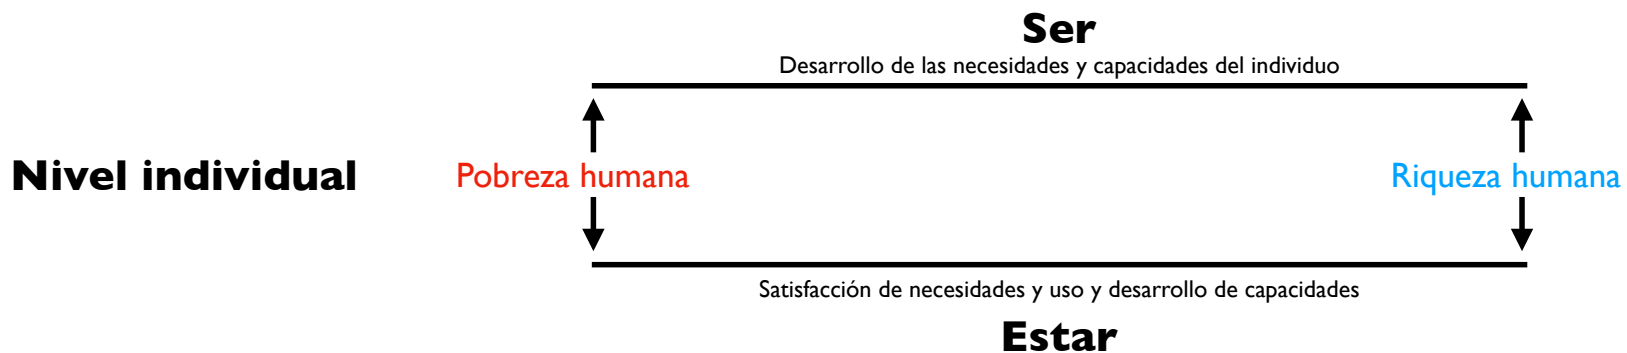 Ser
Desarrollo de las necesidades y capacidades del individuo
Nivel individual
Pobreza humana
Riqueza humana
Satisfacción de necesidades y uso y desarrollo de capacidades
Estar